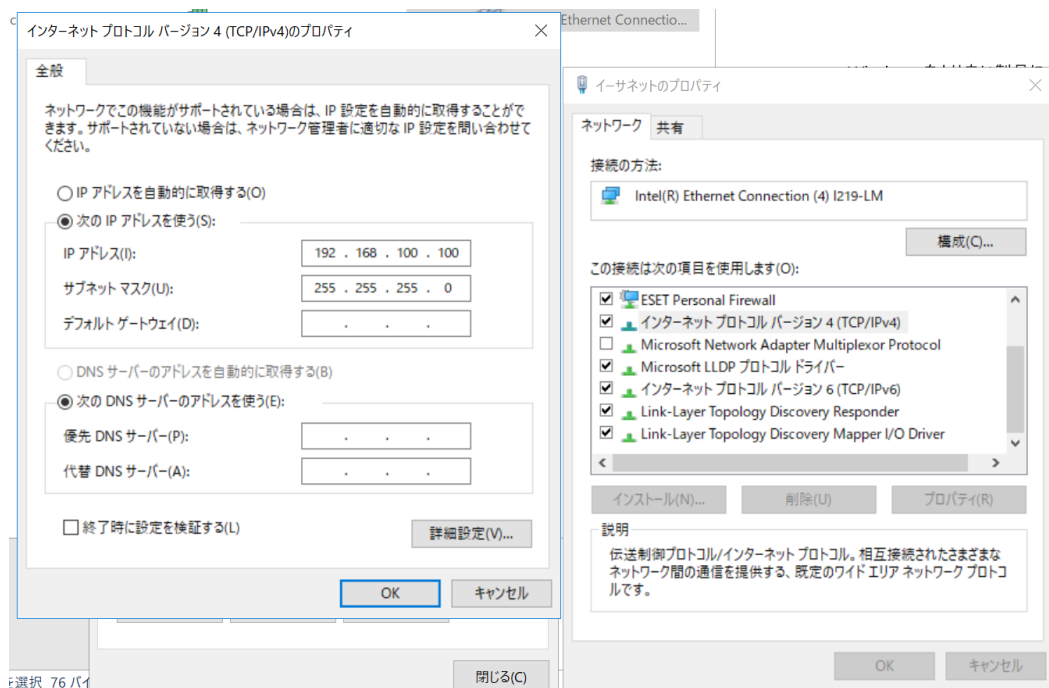 Ethernet Connectio...
インターネット プロトコル バージョン 4 (TCP/IPv4)のプロパティ
全般
ネットワークでこの機能がサポートされている場合は、IP 設定を自動的に取得することがで
きます。サポートされていない場合は、ネットワーク管理者に適切な IP 設定を問い合わせて
ください。
IP アドレスを自動的に取得する(O)
次の IP アドレスを使う(S):
IP アドレス(I):
192 . 168 . 100 . 100
サブネット マスク(U):
255 . 255 . 255 . 0
デフォルト ゲートウェイ(D):
. . .
DNS サーバーのアドレスを自動的に取得する(B)
次の DNS サーバーのアドレスを使う(E):
優先 DNS サーバー(P):
. . .
代替 DNS サーバー(A):
. . .
終了時に設定を検証する(L)
詳細設定(V)...
OK
キャンセル
閉じる(C)
を選択 76 バイ
イーサネットのプロパティ
ネットワーク
共有
接続の方法:
Intel(R) Ethernet Connection (4) I219-LM
構成(C)...
この接続は次の項目を使用します(O):
ESET Personal Firewall
インターネット プロトコル バージョン 4 (TCP/IPv4)
Microsoft Network Adapter Multiplexor Protocol
Microsoft LLDP プロトコル ドライバー
インターネット プロトコル バージョン 6 (TCP/IPv6)
Link-Layer Topology Discovery Responder
Link-Layer Topology Discovery Mapper I/O Driver
インストール(N)...
削除(U)
プロパティ(R)
説明
伝送制御プロトコル/インターネット プロトコル。相互接続されたさまざまな
ネットワーク間の通信を提供する、既定のワイド エリア ネットワーク プロトコ
ルです。
OK
キャンセル